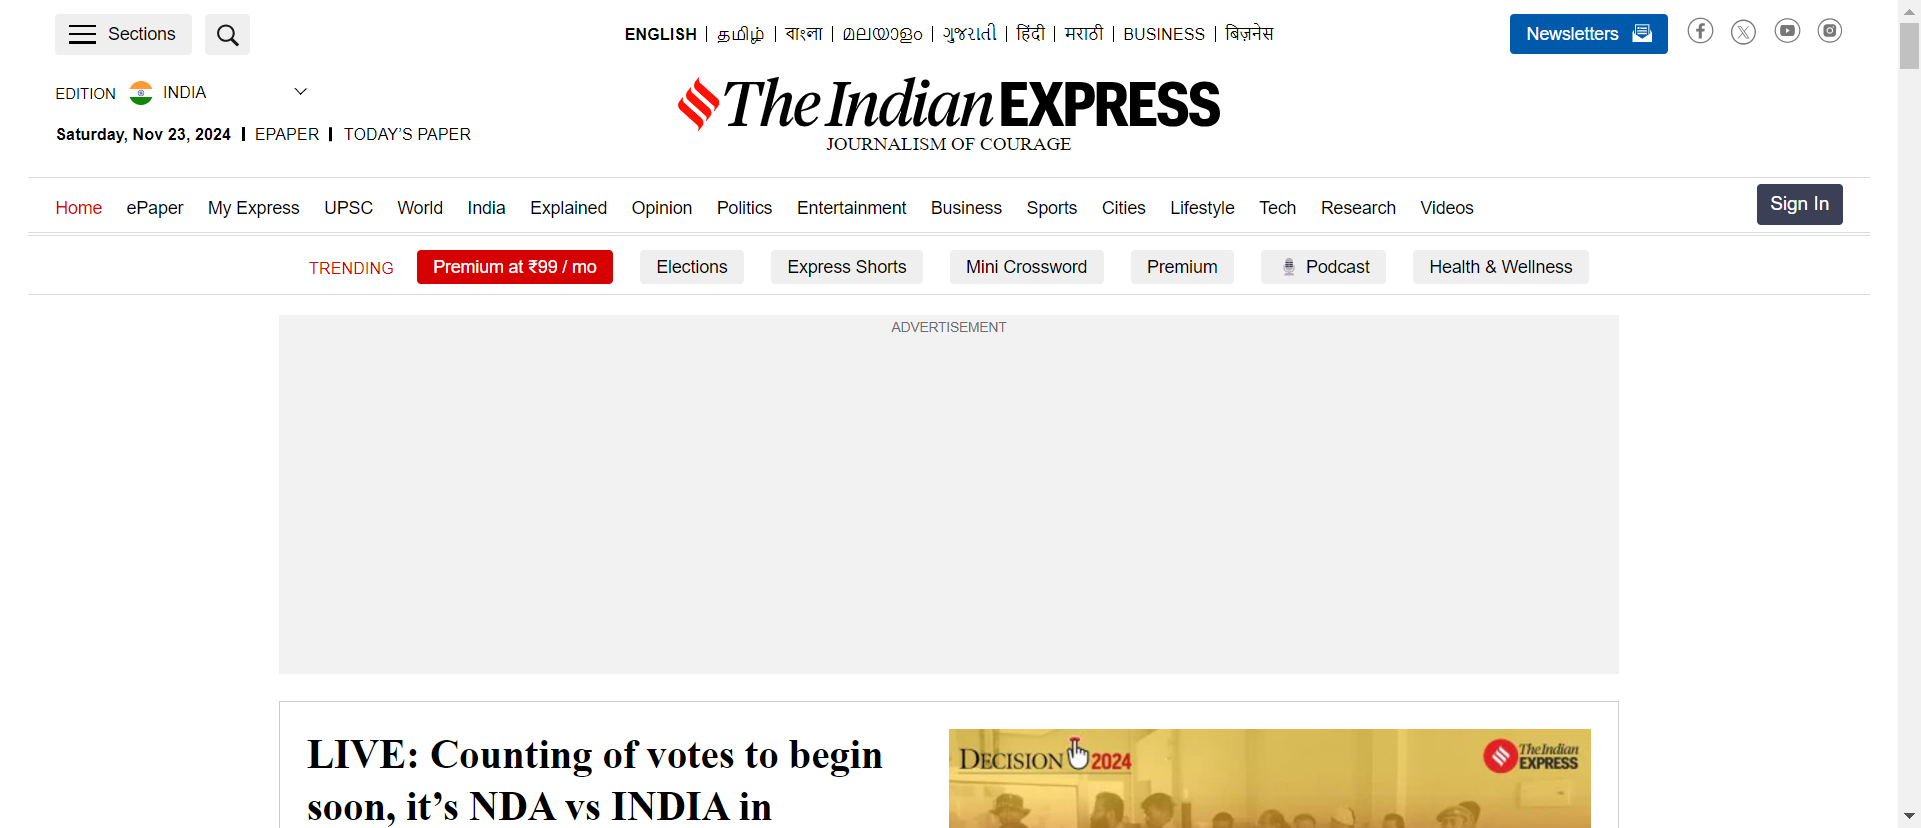 Sections
ENGLISH | தமிழ் | বাংলা | മലയാളം | ગુજરાતી | हिंदी | मराठी | BUSINESS | बिज़नेस
Newsletters
EDITION INDIA
Saturday, Nov 23, 2024 | EPAPER | TODAY'S PAPER
The Indian EXPRESS
JOURNALISM OF COURAGE
Home ePaper My Express UPSC World India Explained Opinion Politics Entertainment Business Sports Cities Lifestyle Tech Research Videos
Sign In
TRENDING Premium at ₹99 / mo Elections Express Shorts Mini Crossword Premium Podcast Health & Wellness
ADVERTISEMENT
LIVE: Counting of votes to begin
soon, it’s NDA vs INDIA in
DECISION 2024
The Indian
EXPRESS